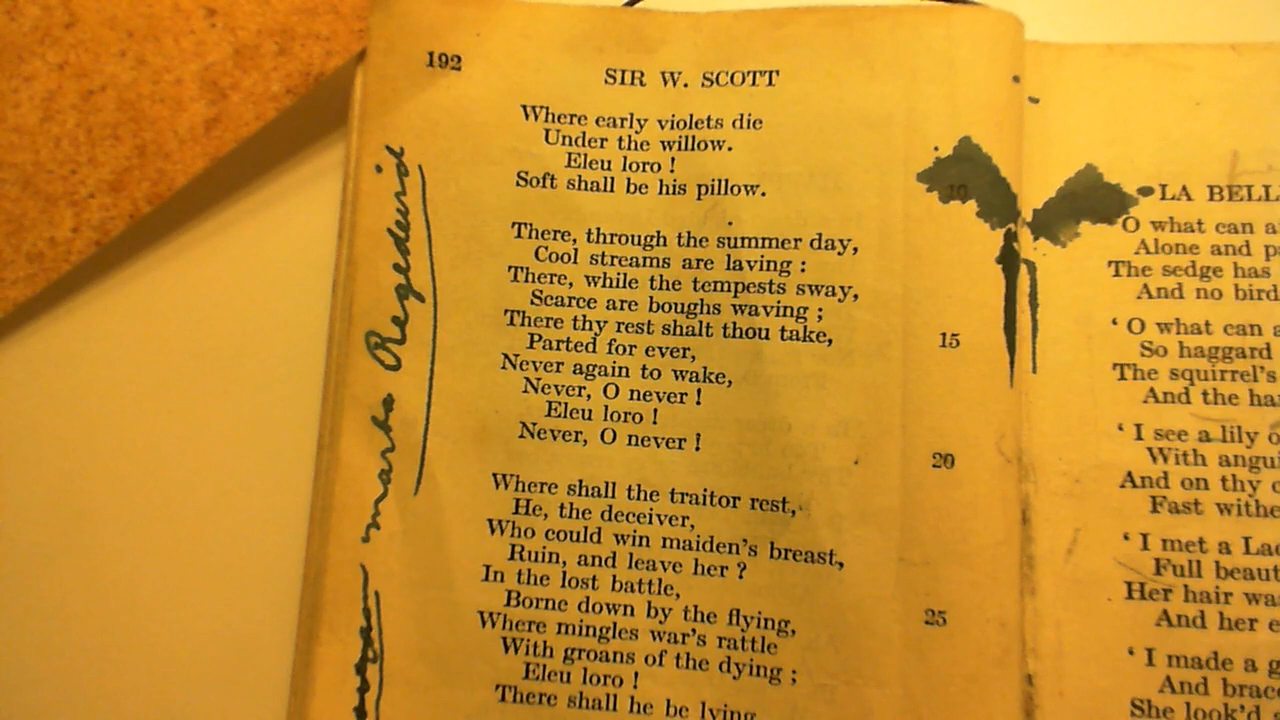 192
SIR W. SCOTT
Where early violets die
Under the willow.
Eleu loro !
Soft shall be his pillow.
10
There, through the summer day,
Cool streams are laving :
There, while the tempests sway,
Scarce are boughs waving ;
There thy rest shalt thou take,
15
Parted for ever,
Never again to wake,
Never, O never !
Eleu loro !
Never, O never !
20
Where shall the traitor rest,
He, the deceiver,
Who could win maiden's breast,
Ruin, and leave her ?
In the lost battle,
Borne down by the flying,
25
Where mingles war's rattle
With groans of the dying ;
Eleu loro !
There shall he be lying
LA BELL
O what can a
Alone and p
The sedge has
And no bird
‘ O what can a
So haggard
The squirrel's
And the ha
‘ I see a lily o
With angui
And on thy c
Fast withe
‘ I met a La
Full beaut
Her hair wa
And her e
‘ I made a g
And brac
She look'd